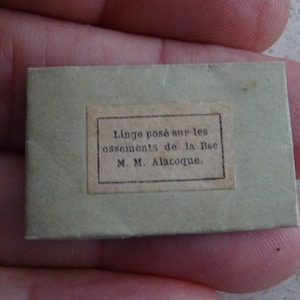 Linge posé sur les
ossements de la Bse
M. M. Alacoque.